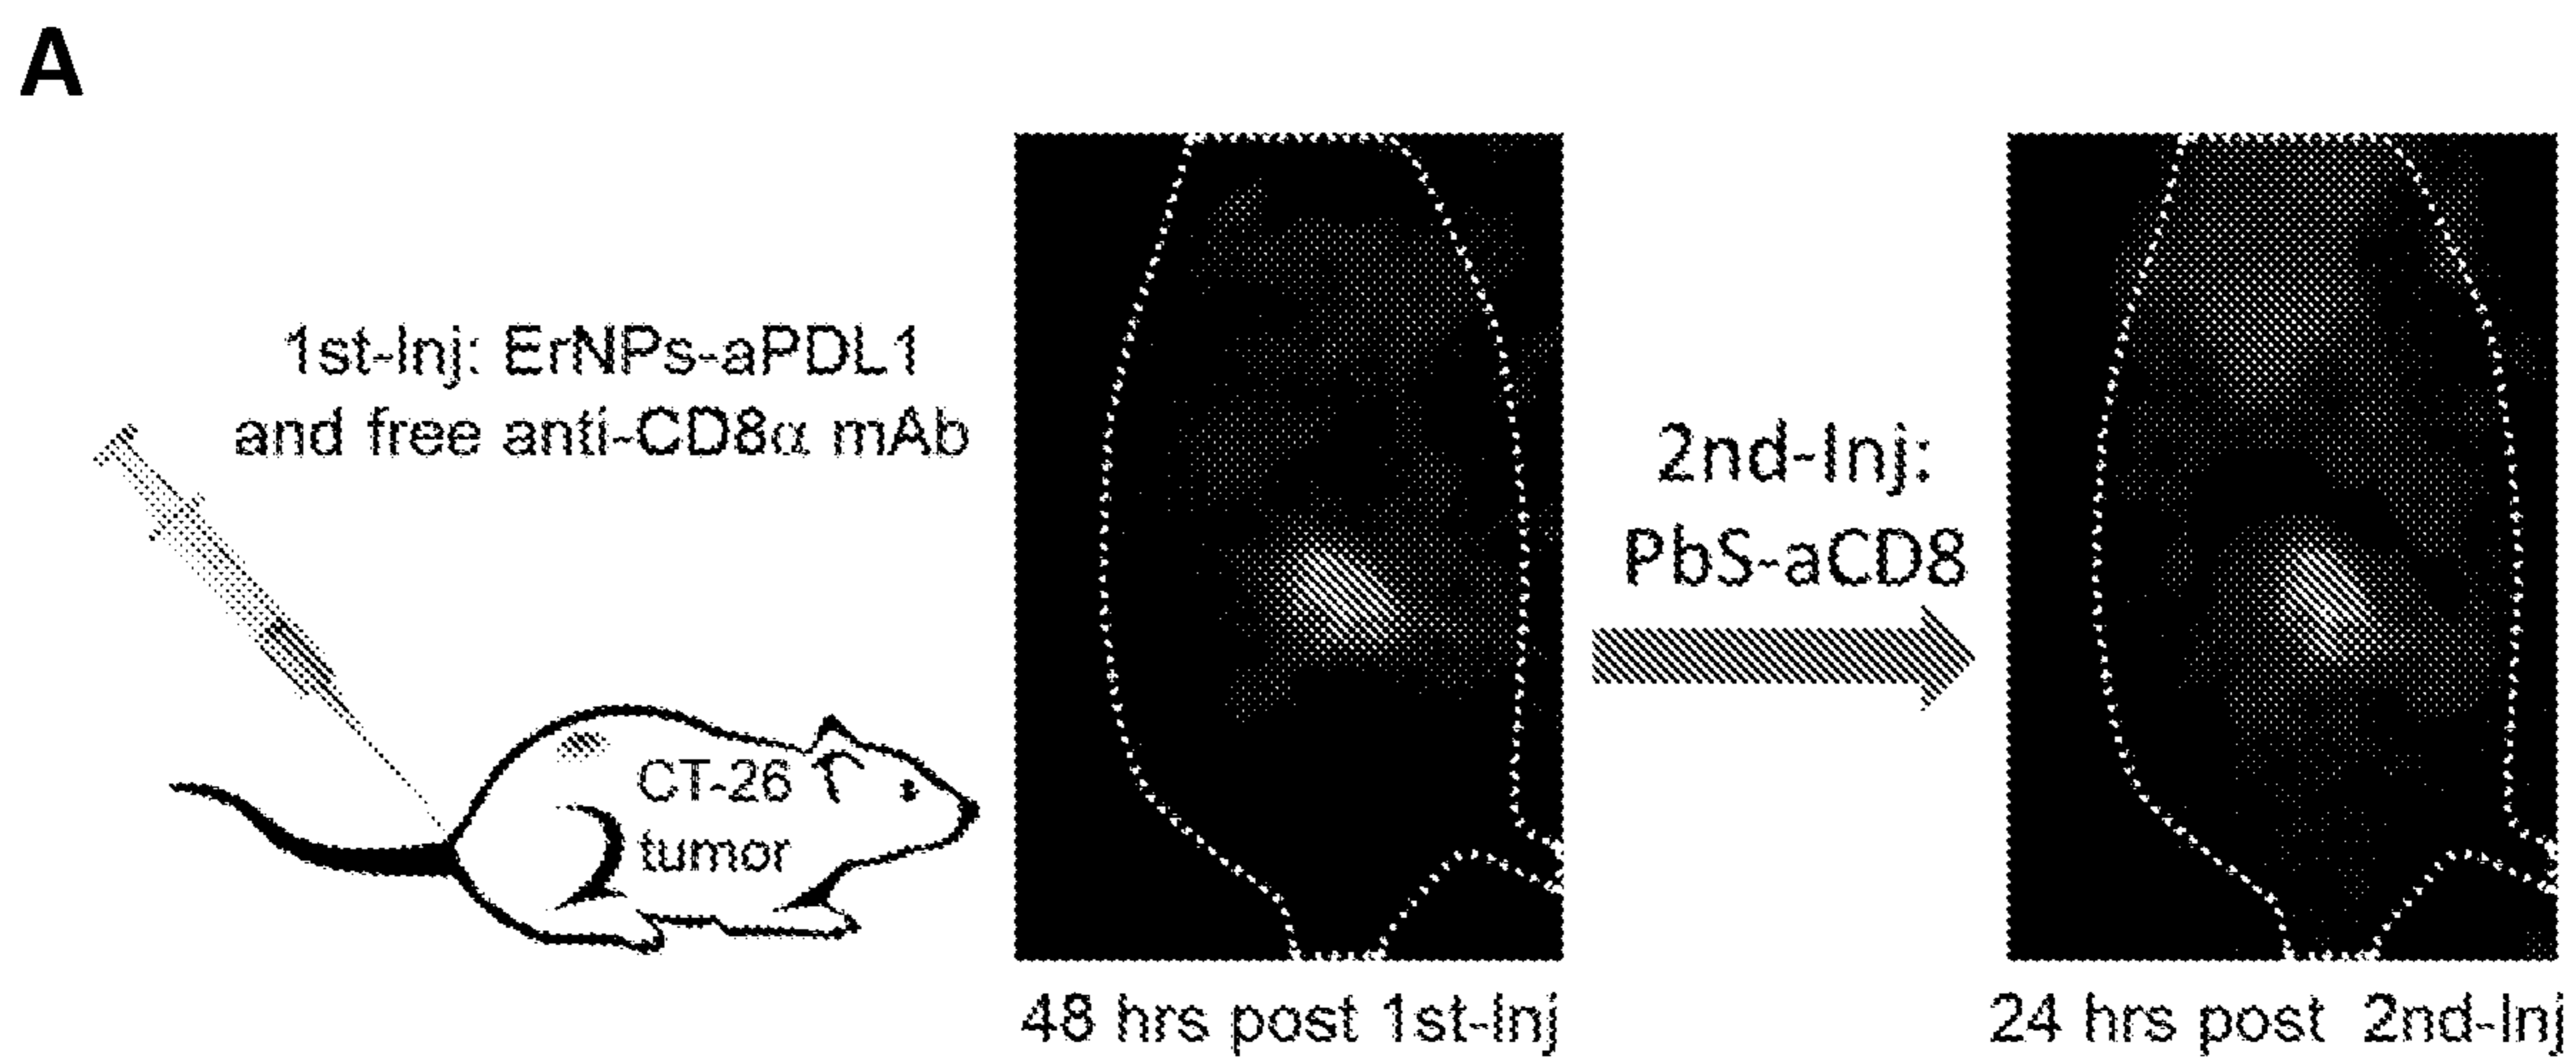 A
1st-Inj: ErNPs-aPDL1
and free anti-CD8α mAb
CT-26
tumor
48 hrs post 1st-Inj
2nd-Inj:
PbS-aCD8
24 hrs post 2nd-Inj